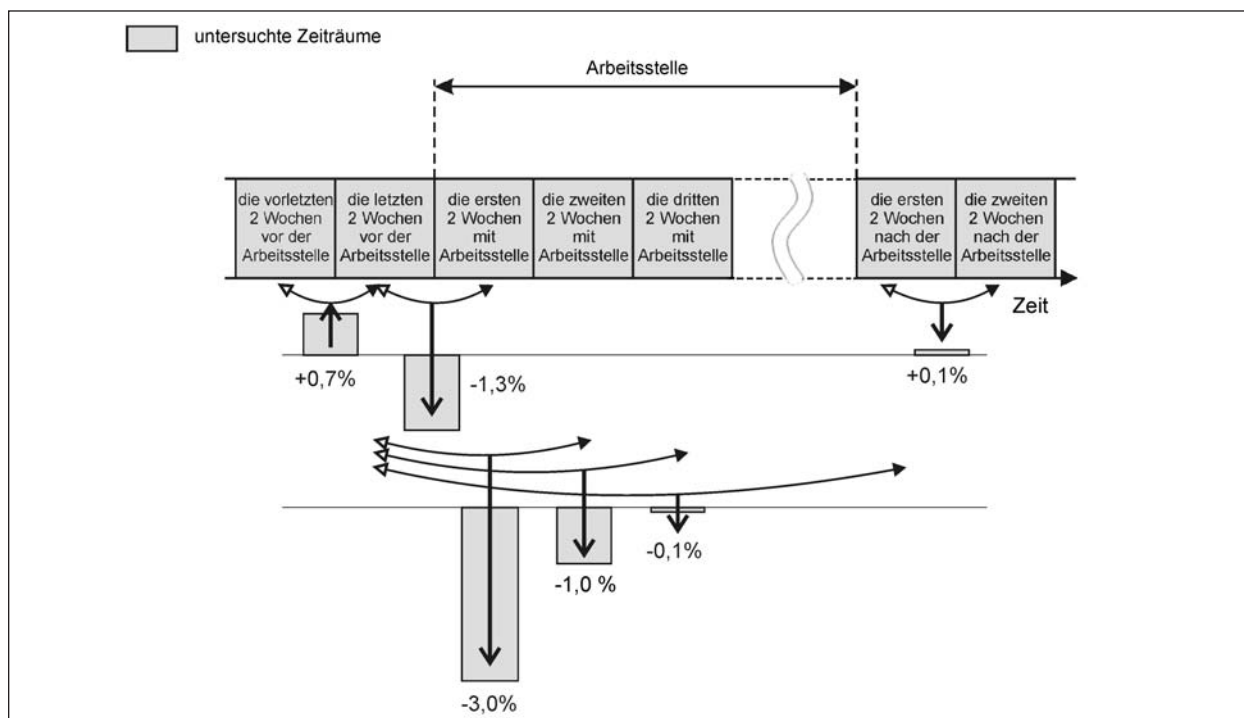 untersuchte Zeiträume
Arbeitsstelle
die vorletzten
2 Wochen
vor der
Arbeitsstelle
die letzten
2 Wochen
vor der
Arbeitsstelle
die ersten
2 Wochen
mit
Arbeitsstelle
die zweiten
2 Wochen
mit
Arbeitsstelle
die dritten
2 Wochen
mit
Arbeitsstelle
die ersten
2 Wochen
nach der
Arbeitsstelle
die zweiten
2 Wochen
nach der
Arbeitsstelle
Zeit
+0,7%
-1,3%
+0,1%
-3,0%
-1,0 %
-0,1%